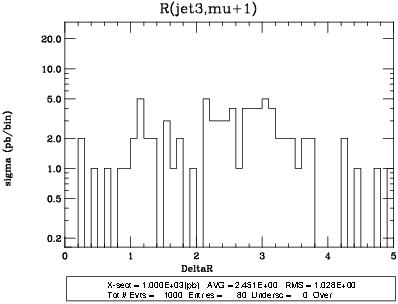 R(jet3,mu+1)
sigma (pb/bin)
20.0
10.0
5.0
2.0
1.0
0.5
0.2
0 1 2 3 4 5
DeltaR
X-sect = 1.000E+03(pb) AVG = 2.451E+00 RMS = 1.028E+00
Tot # Evts = 1000 Entries = 80 Undersc = 0 Over